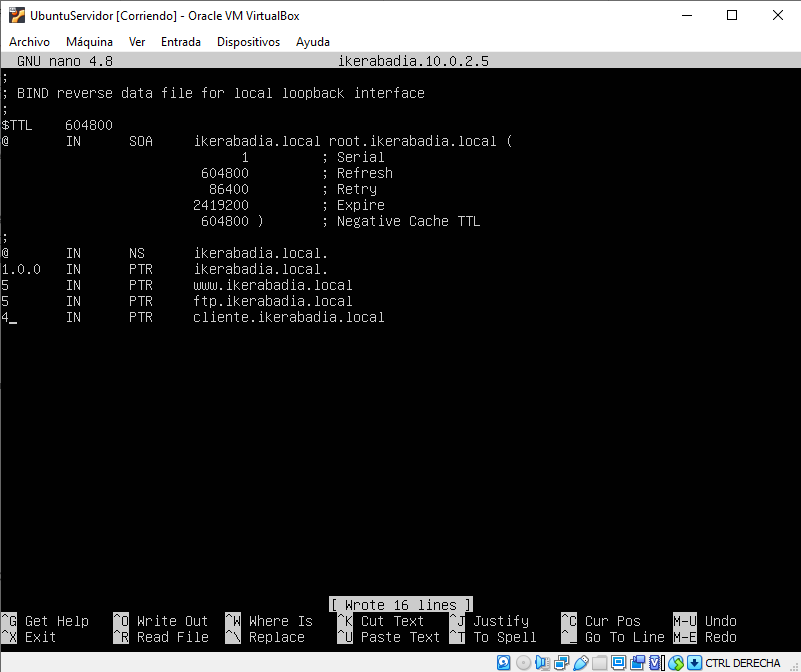 UbuntuServidor [Corriendo] - Oracle VM VirtualBox
Archivo Máquina Ver Entrada Dispositivos Ayuda
GNU nano 4.8 ikerabadia.10.0.2.5
;
; BIND reverse data file for local loopback interface
;
$TTL 604800
@ IN SOA ikerabadia.local root.ikerabadia.local (
1 ; Serial
604800 ; Refresh
86400 ; Retry
2419200 ; Expire
604800 ) ; Negative Cache TTL
;
@ IN NS ikerabadia.local.
1.0.0 IN PTR ikerabadia.local.
5 IN PTR www.ikerabadia.local
5 IN PTR ftp.ikerabadia.local
4_ IN PTR cliente.ikerabadia.local
[ Wrote 16 lines ]
^G Get Help ^O Write Out ^W Where Is ^K Cut Text ^J Justify ^C Cur Pos M-U Undo
^X Exit ^R Read File ^\ Replace ^U Paste Text ^T To Spell ^_ Go To Line M-E Redo
CTRL DERECHA